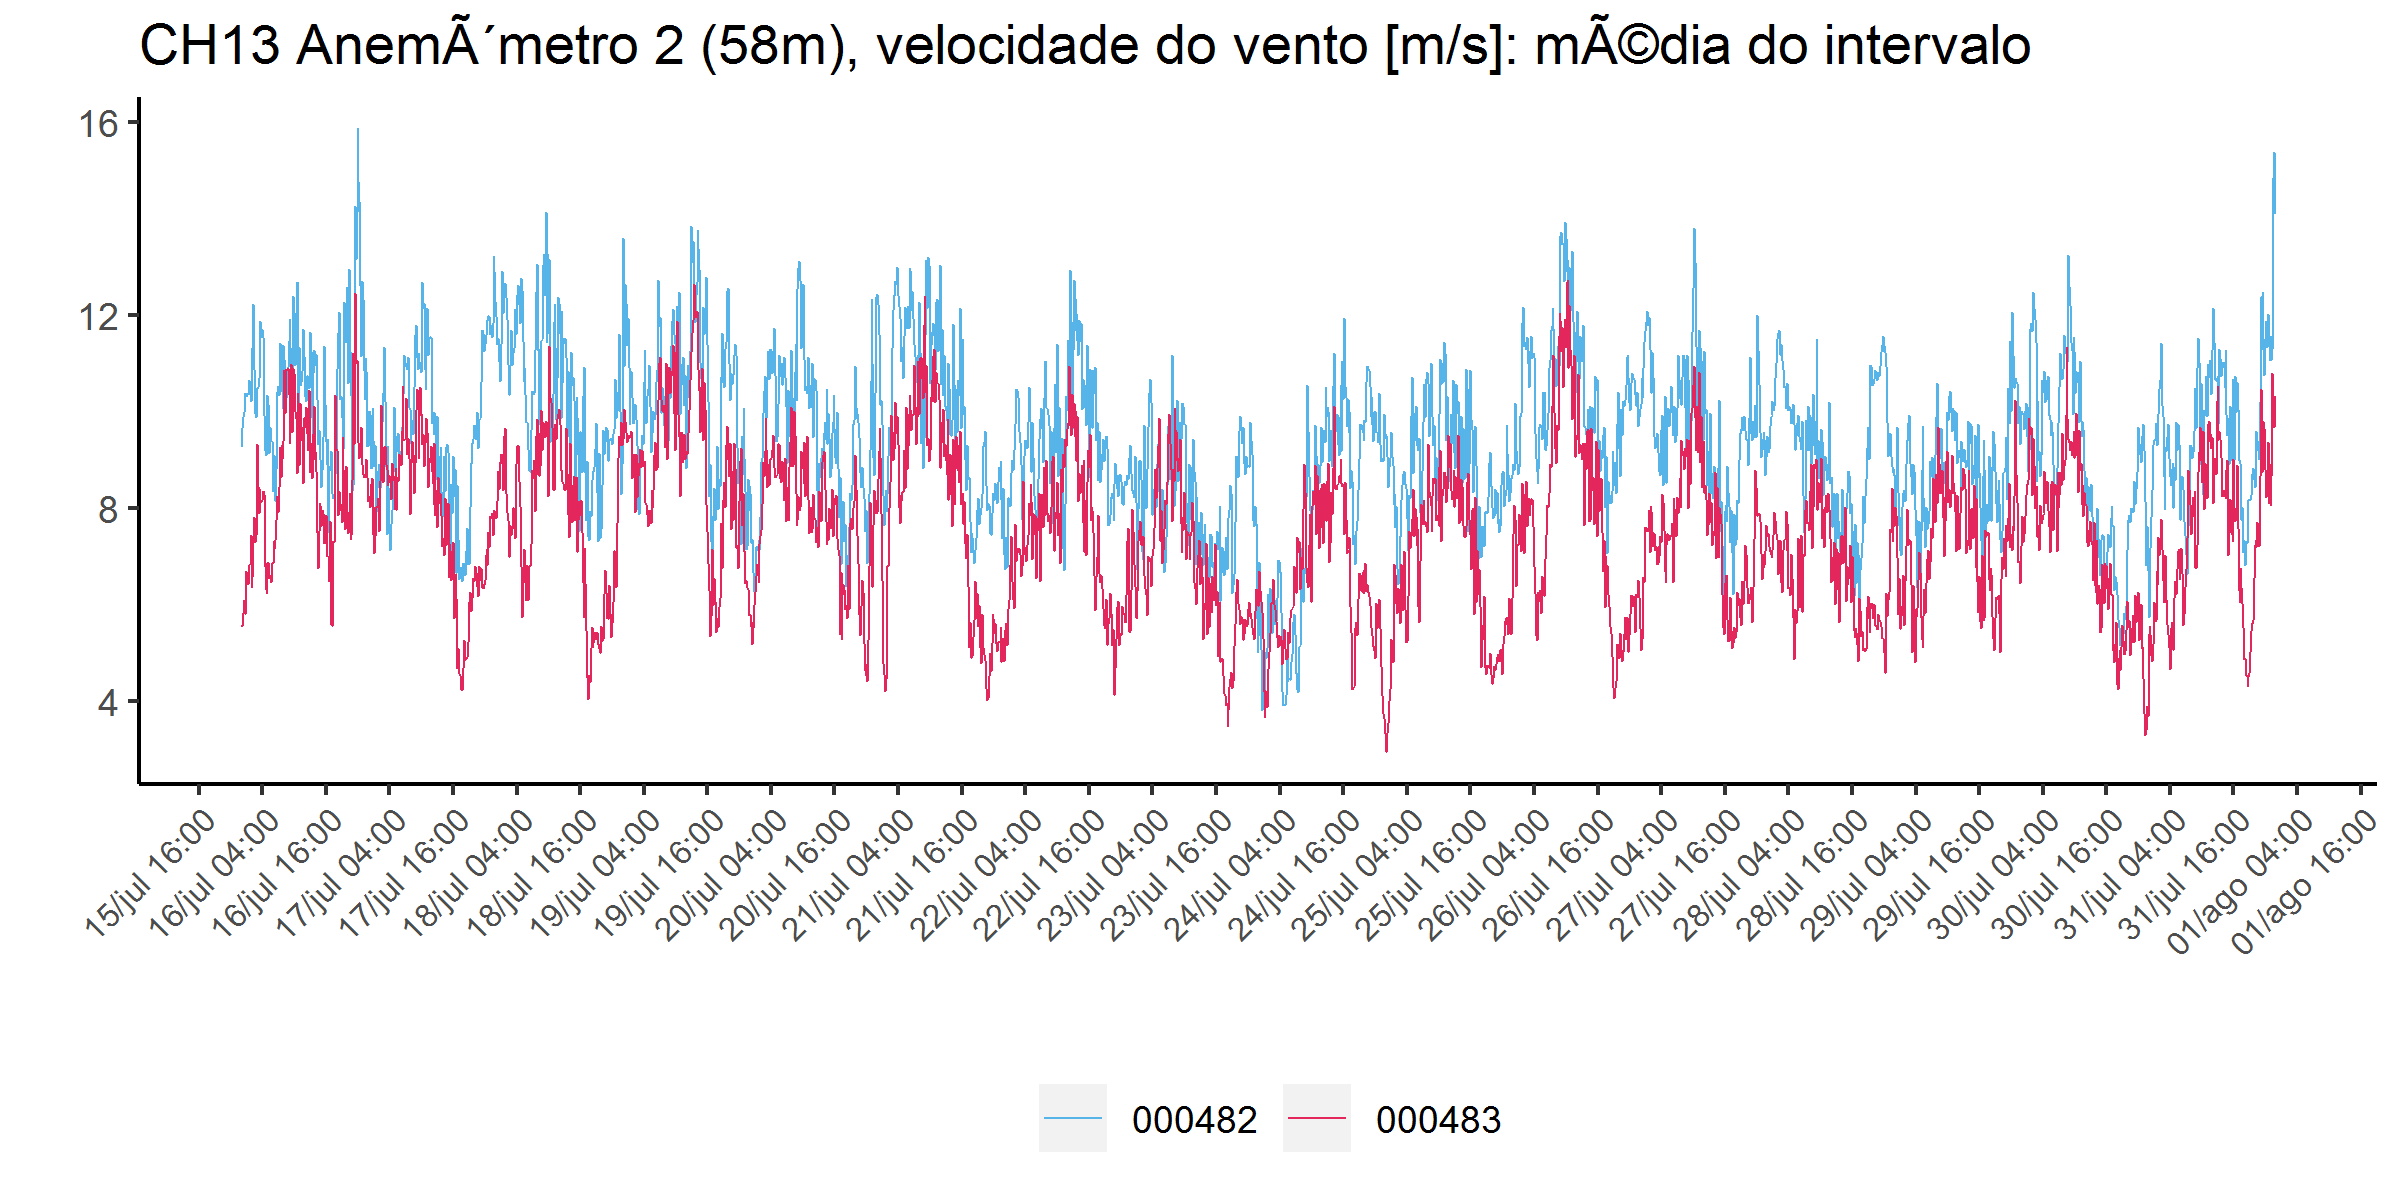 CH13 AnemÃ´metro 2 (58m), velocidade do vento [m/s]: mÃ©dia do intervalo
16
12
8
4
15/jul 16:00
16/jul 04:00
16/jul 16:00
17/jul 04:00
17/jul 16:00
18/jul 04:00
18/jul 16:00
19/jul 04:00
19/jul 16:00
20/jul 04:00
20/jul 16:00
21/jul 04:00
21/jul 16:00
22/jul 04:00
22/jul 16:00
23/jul 04:00
23/jul 16:00
24/jul 04:00
24/jul 16:00
25/jul 04:00
25/jul 16:00
26/jul 04:00
26/jul 16:00
27/jul 04:00
27/jul 16:00
28/jul 04:00
28/jul 16:00
29/jul 04:00
29/jul 16:00
30/jul 04:00
30/jul 16:00
31/jul 04:00
31/jul 16:00
01/ago 04:00
01/ago 16:00
000482
000483